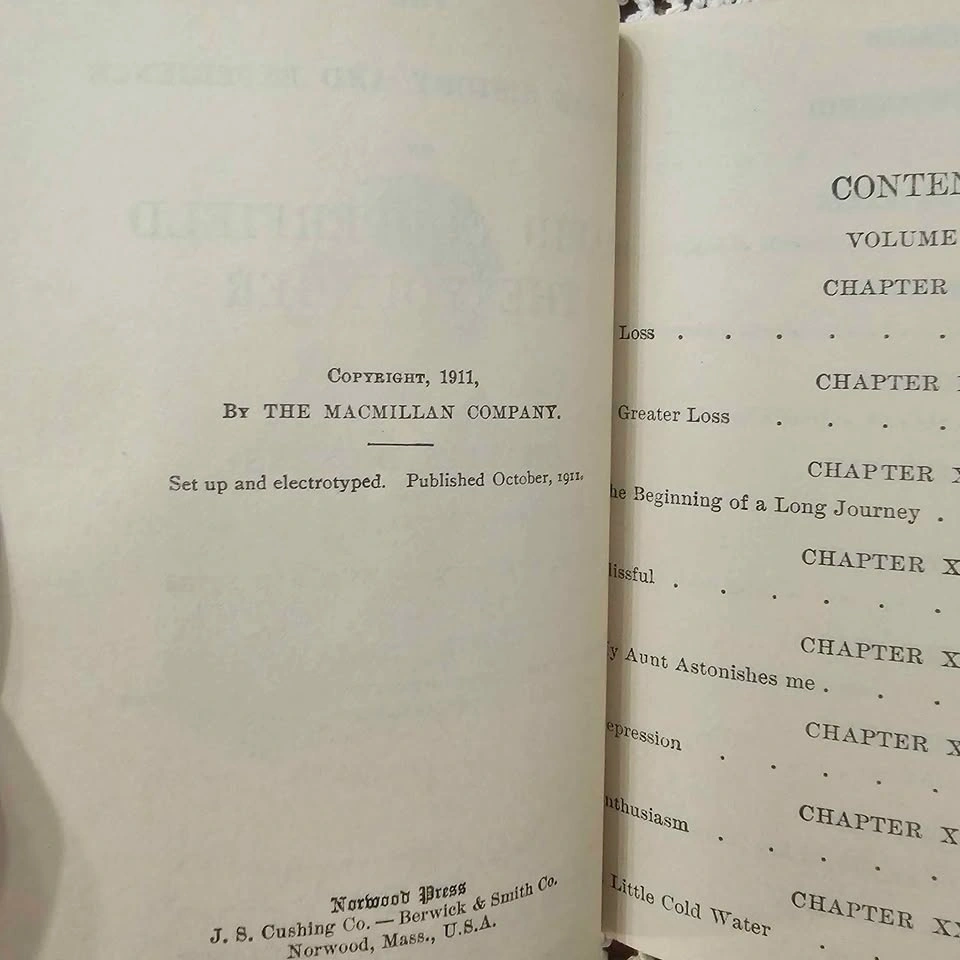 COPYRIGHT, 1911,
BY THE MACMILLAN COMPANY.
Set up and electrotyped. Published October, 1911.
Norwood Press
J. S. Cushing Co. — Berwick & Smith Co.
Norwood, Mass., U.S.A.
CONTEN
VOLUME
CHAPTER
Loss . . . . . .
CHAPTER
Greater Loss . . . .
CHAPTER X
he Beginning of a Long Journey .
CHAPTER X
lissful . . . . . .
CHAPTER X
y Aunt Astonishes me . . .
CHAPTER X
epression . . . . .
CHAPTER X
nthusiasm . . . . .
CHAPTER XX
Little Cold Water . .